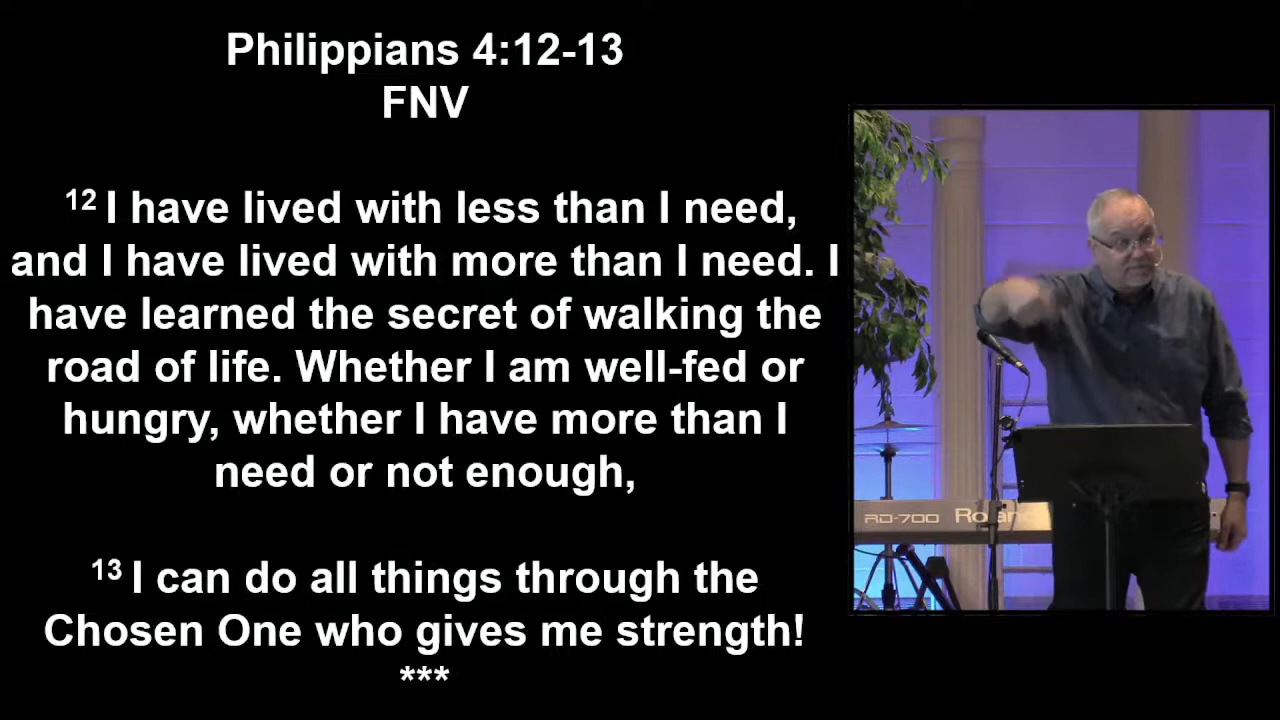 Philippians 4:12-13
FNV
12 I have lived with less than I need,
and I have lived with more than I need. I
have learned the secret of walking the
road of life. Whether I am well-fed or
hungry, whether I have more than I
need or not enough,
13 I can do all things through the
Chosen One who gives me strength!
***
RD-700 Roland